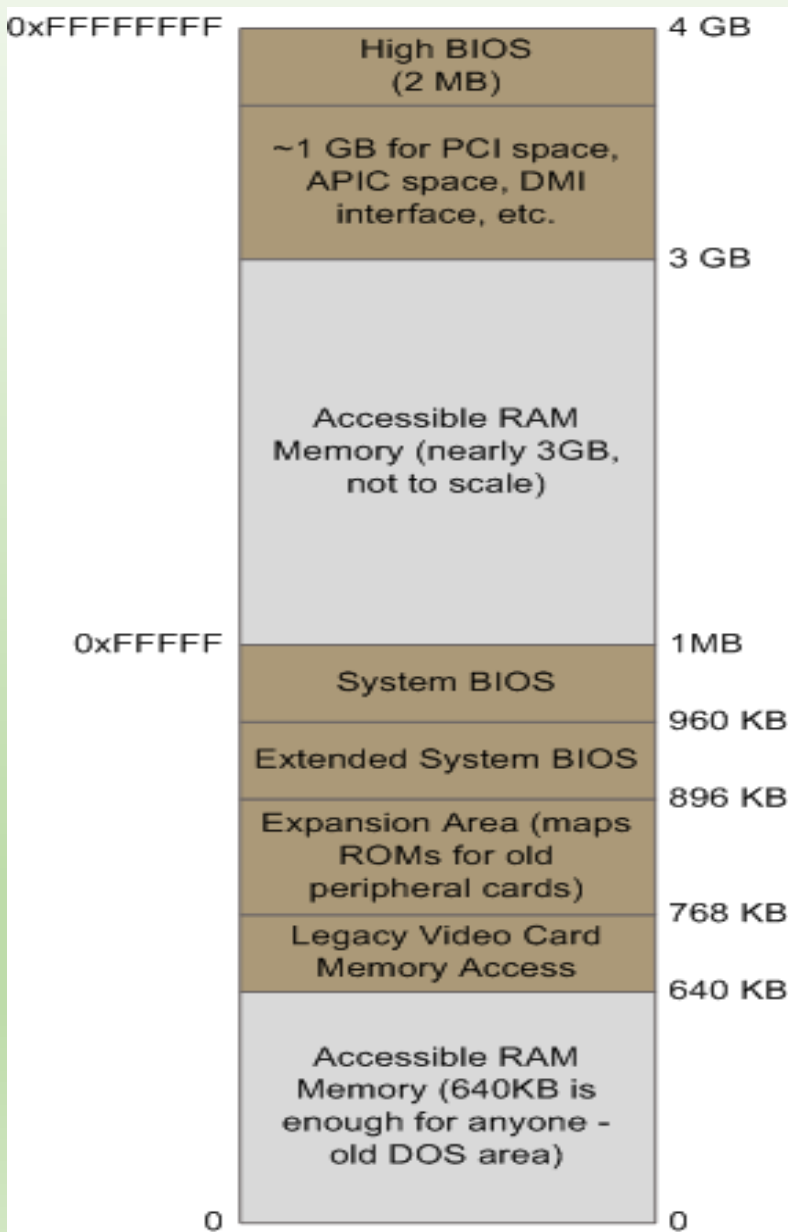 0xFFFFFFFF
High BIOS
(2 MB)
4 GB
~1 GB for PCI space,
APIC space, DMI
interface, etc.
3 GB
Accessible RAM
Memory (nearly 3GB,
not to scale)
0xFFFFF
1MB
System BIOS
960 KB
Extended System BIOS
896 KB
Expansion Area (maps
ROMs for old
peripheral cards)
768 KB
Legacy Video Card
Memory Access
640 KB
Accessible RAM
Memory (640KB is
enough for anyone -
old DOS area)
0
0